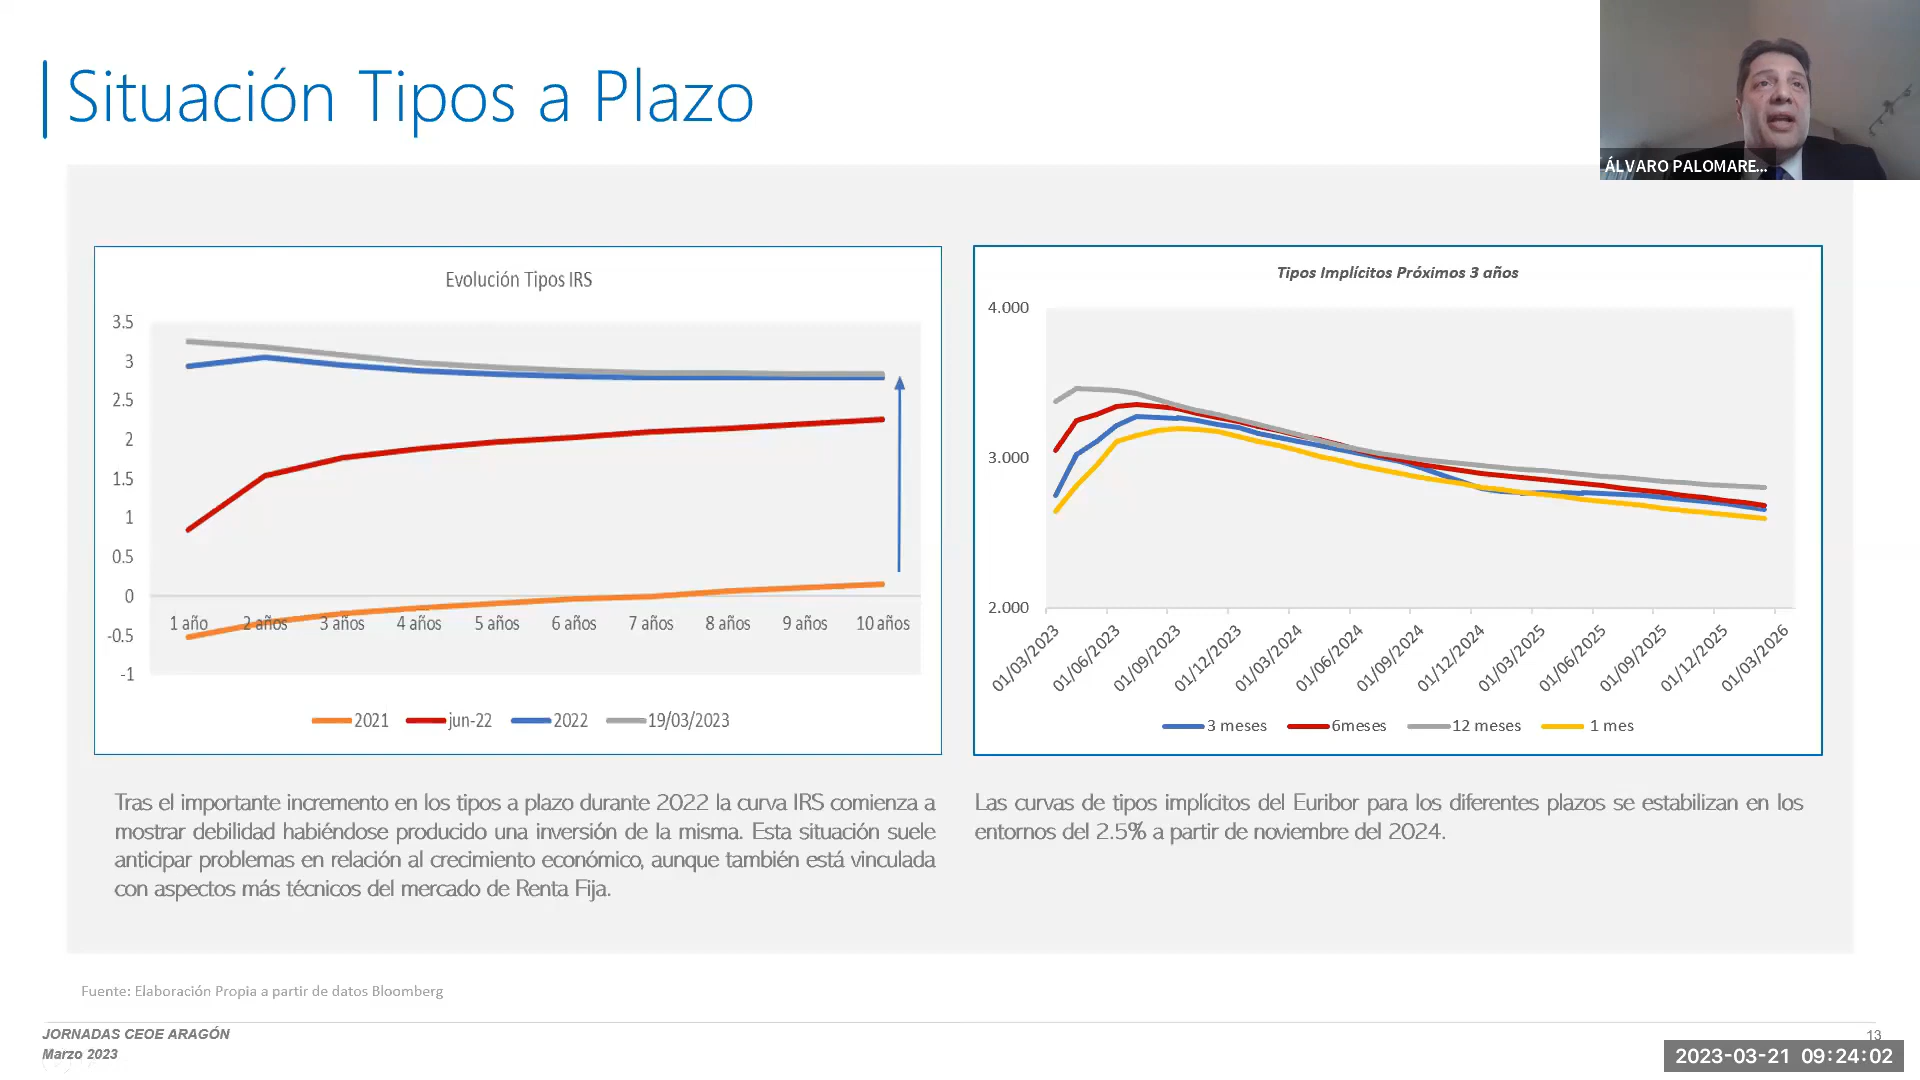 Situación Tipos a Plazo
ÁLVARO PALOMARE...
Evolución Tipos IRS
3.5
3
2.5
2
1.5
1
0.5
0
-0.5
-1
1 año 2 años 3 años 4 años 5 años 6 años 7 años 8 años 9 años 10 años
2021 jun-22 2022 19/03/2023
Tipos Implícitos Próximos 3 años
4.000
3.000
2.000
01/03/2023 01/06/2023 01/09/2023 01/12/2023 01/03/2024 01/06/2024 01/09/2024 01/12/2024 01/03/2025 01/06/2025 01/09/2025 01/12/2025 01/03/2026
3 meses 6meses 12 meses 1 mes
Tras el importante incremento en los tipos a plazo durante 2022 la curva IRS comienza a
mostrar debilidad habiéndose producido una inversión de la misma. Esta situación suele
anticipar problemas en relación al crecimiento económico, aunque también está vinculada
con aspectos más técnicos del mercado de Renta Fija.
Las curvas de tipos implícitos del Euribor para los diferentes plazos se estabilizan en los
entornos del 2.5% a partir de noviembre del 2024.
Fuente: Elaboración Propia a partir de datos Bloomberg
JORNADAS CEOE ARAGÓN
Marzo 2023
13
2023-03-21 09:24:02